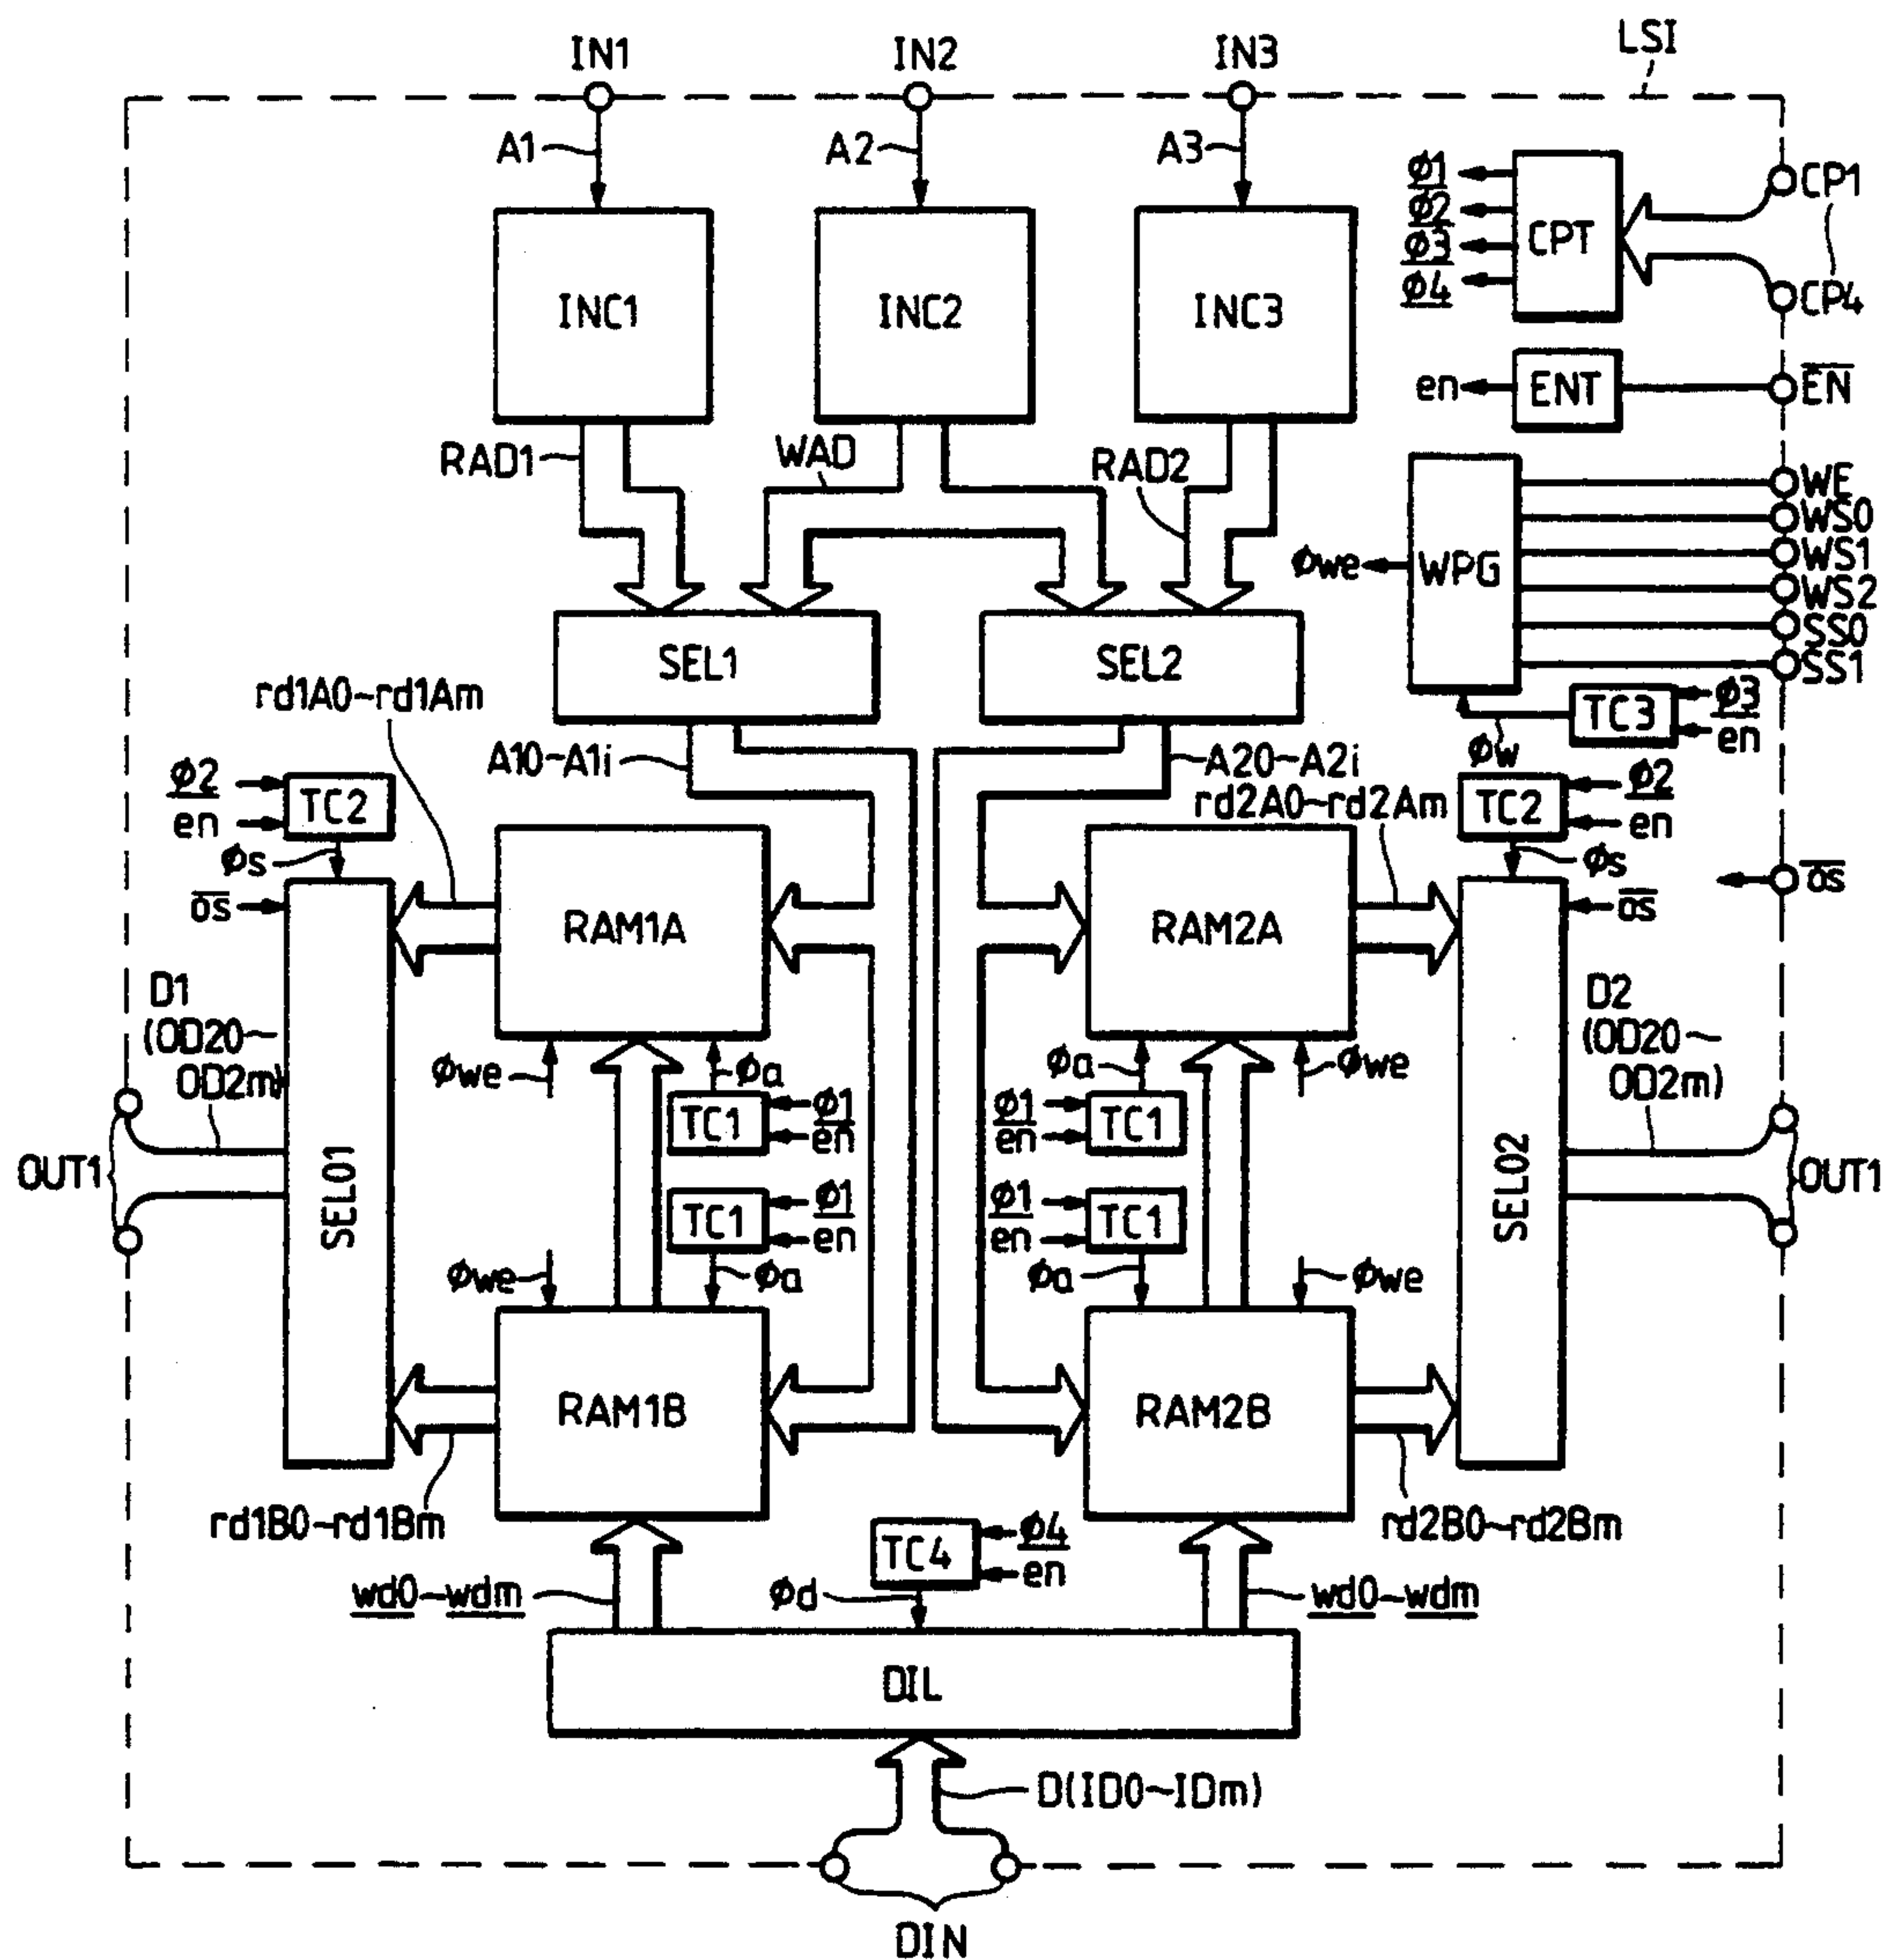 LSI
IN1
IN2
IN3
A1
A2
A3
INC1
INC2
INC3
ϕ1
ϕ2
ϕ3
ϕ4
CPT
CP1
CP4
en
ENT
E̅N̅
RAD1
WAD
RAD2
ϕwe
WPG
WE
WS0
WS1
WS2
SS0
SS1
SEL1
SEL2
TC3
ϕ3
en
ϕw
rd1A0~rd1Am
A10~A1i
A20~A2i
rd2A0~rd2Am
ϕ2
en
TC2
ϕs
o̅s̅
TC2
ϕ2
en
ϕs
o̅s̅
o̅s̅
RAM1A
RAM2A
D1
(OD20~
OD2m)
D2
(OD20~
OD2m)
ϕwe
ϕa
TC1
ϕ1
en
ϕa
ϕwe
ϕ1
en
TC1
OUT1
SEL01
TC1
ϕ1
en
ϕ1
en
TC1
SEL02
OUT1
ϕwe
ϕa
ϕa
ϕwe
RAM1B
RAM2B
rd1B0~rd1Bm
rd2B0~rd2Bm
TC4
ϕ4
en
wd0~wdm
ϕd
wd0~wdm
DIL
D(ID0~IDm)
DIN